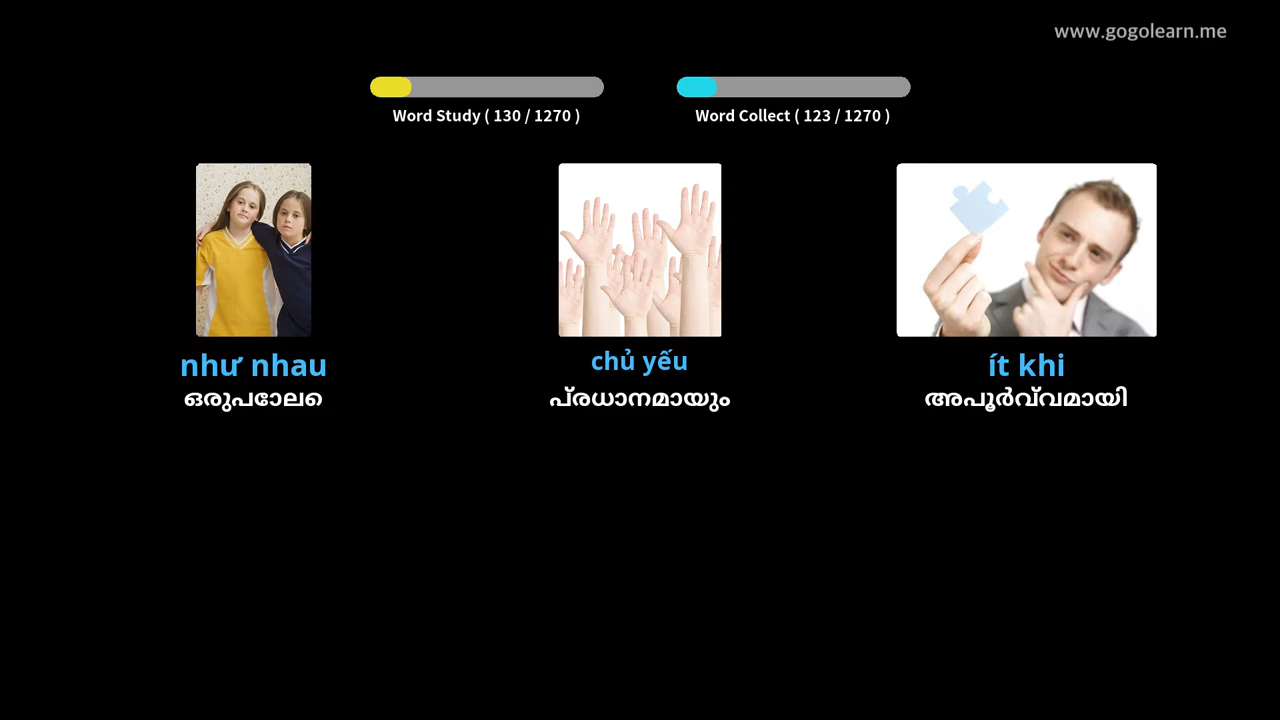 www.gogolearn.me
Word Study ( 130 / 1270 )
Word Collect ( 123 / 1270 )
như nhau
chủ yếu
ít khi
ഒരുപോലെ
പ്രധാനമായും
അപൂർവ്വമായി